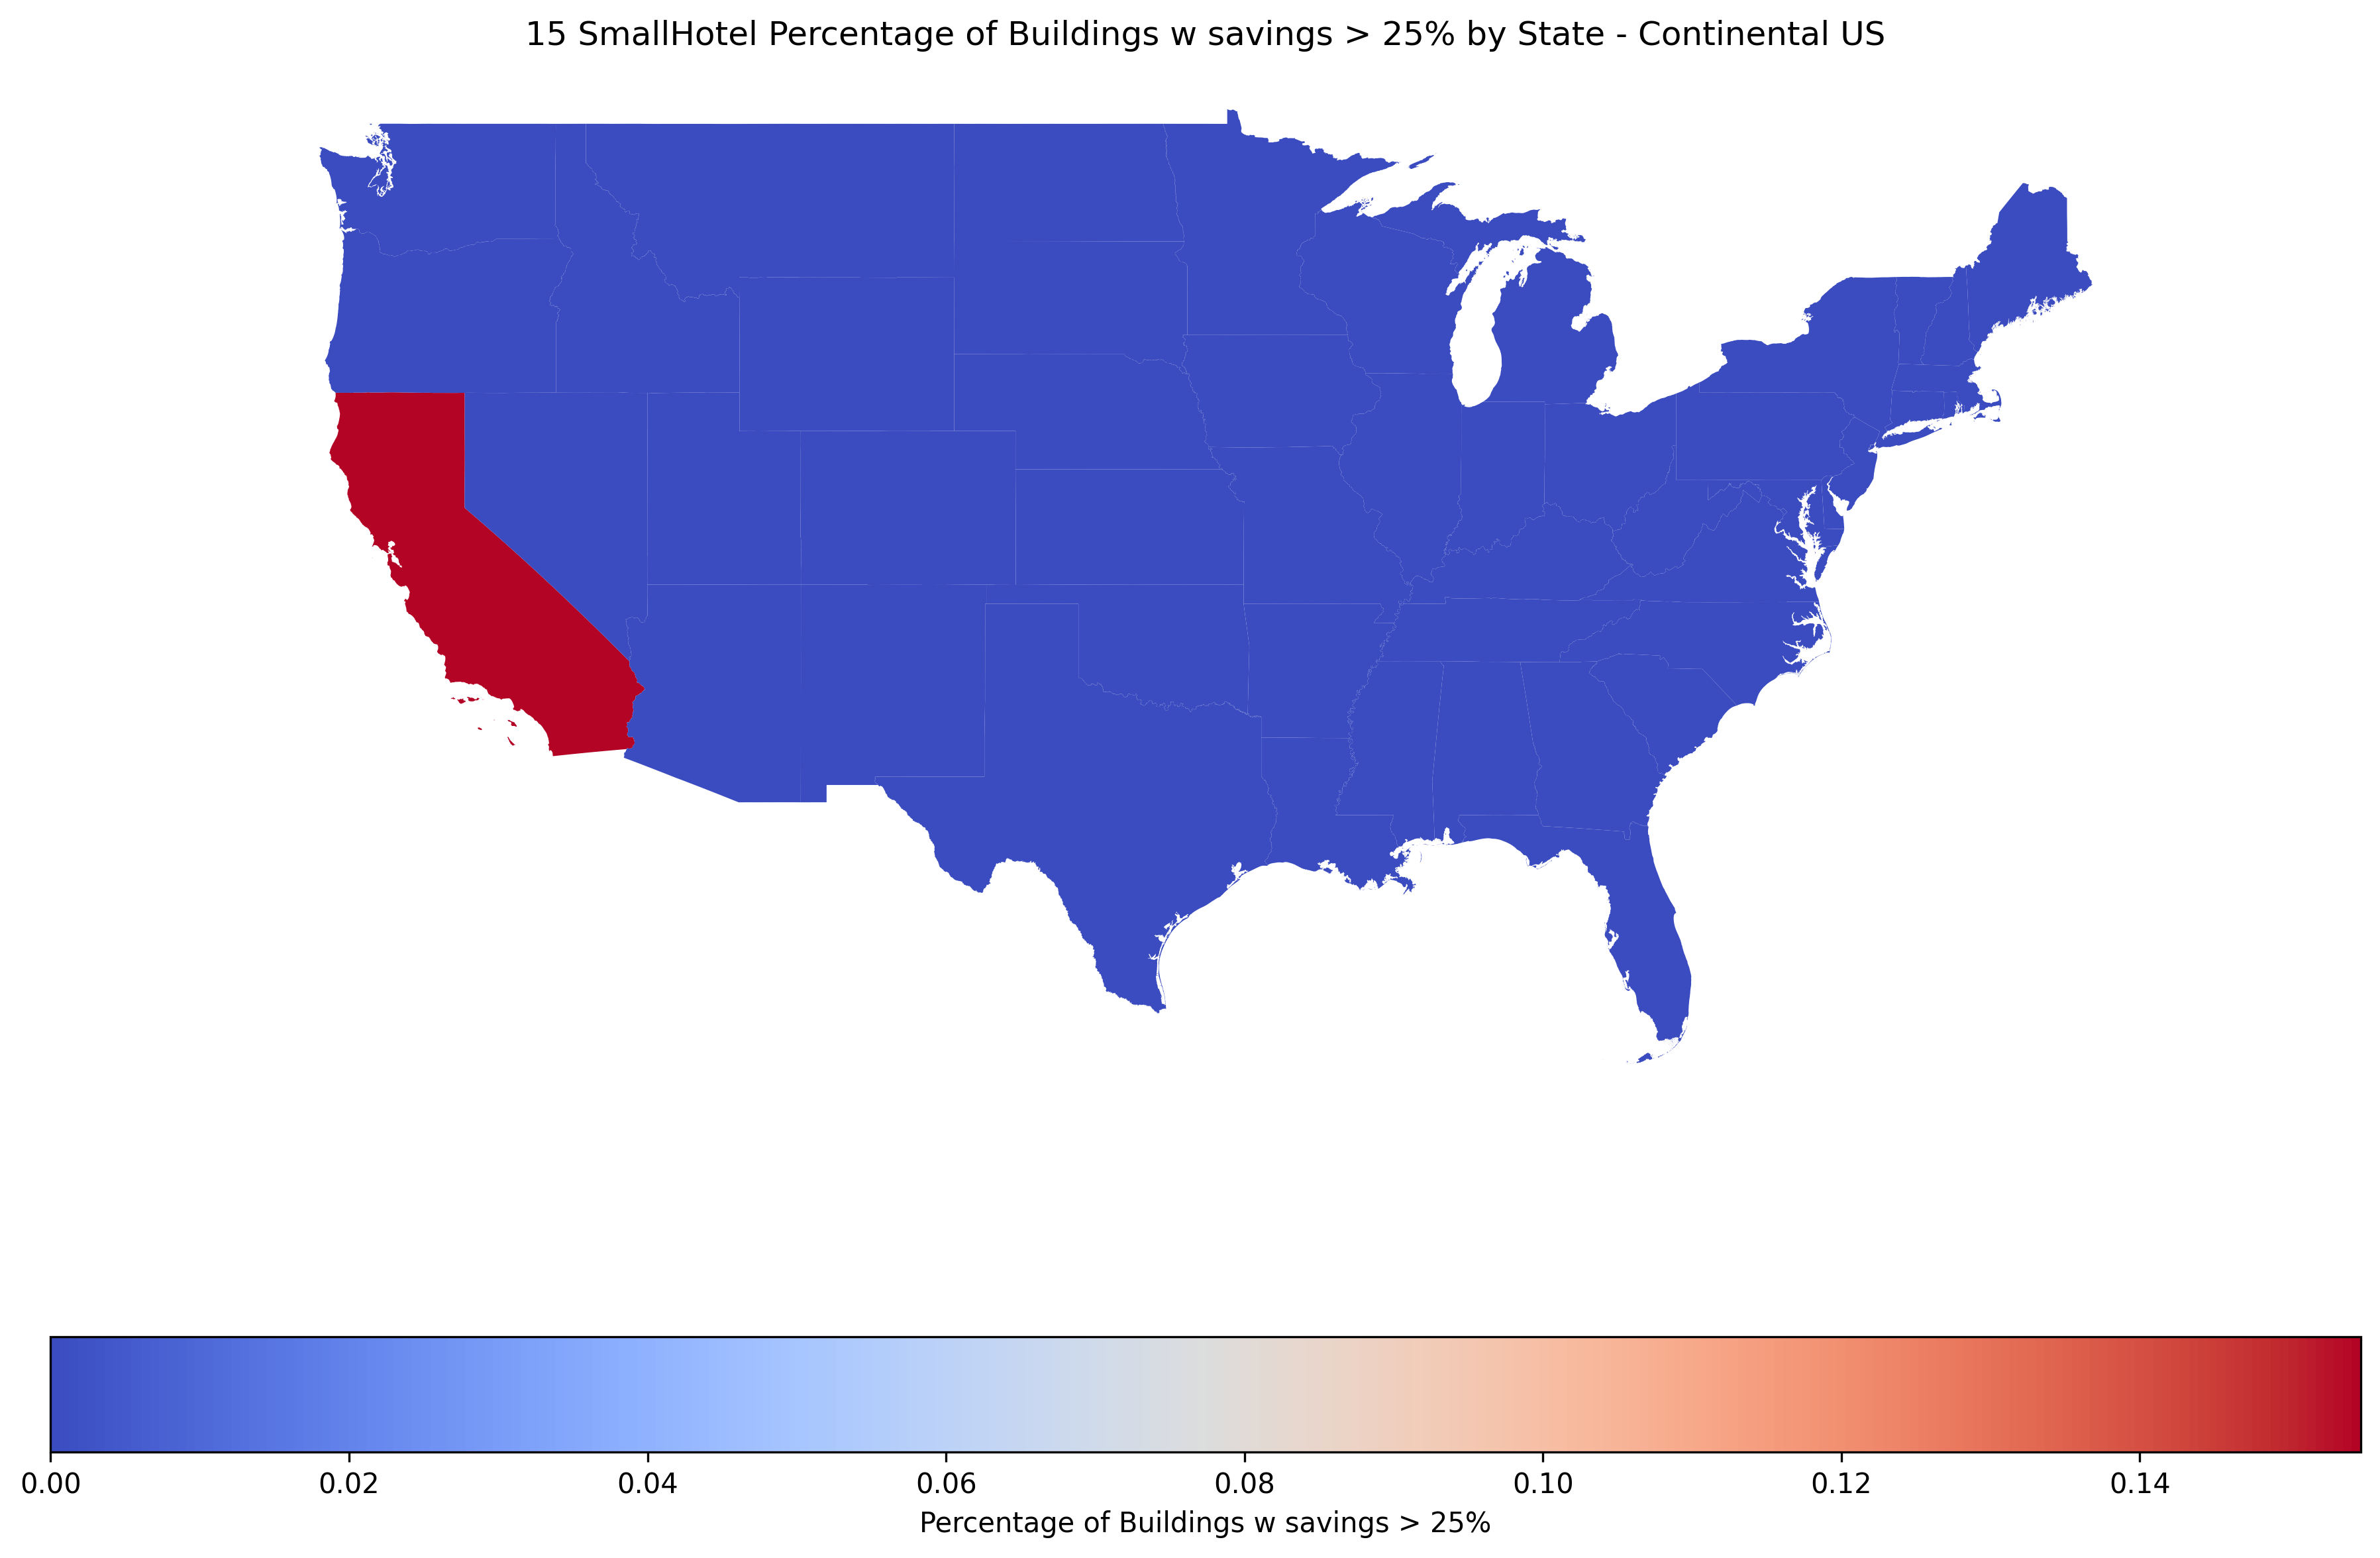 15 SmallHotel Percentage of Buildings w savings > 25% by State - Continental US
0.00 0.02 0.04 0.06 0.08 0.10 0.12 0.14
Percentage of Buildings w savings > 25%